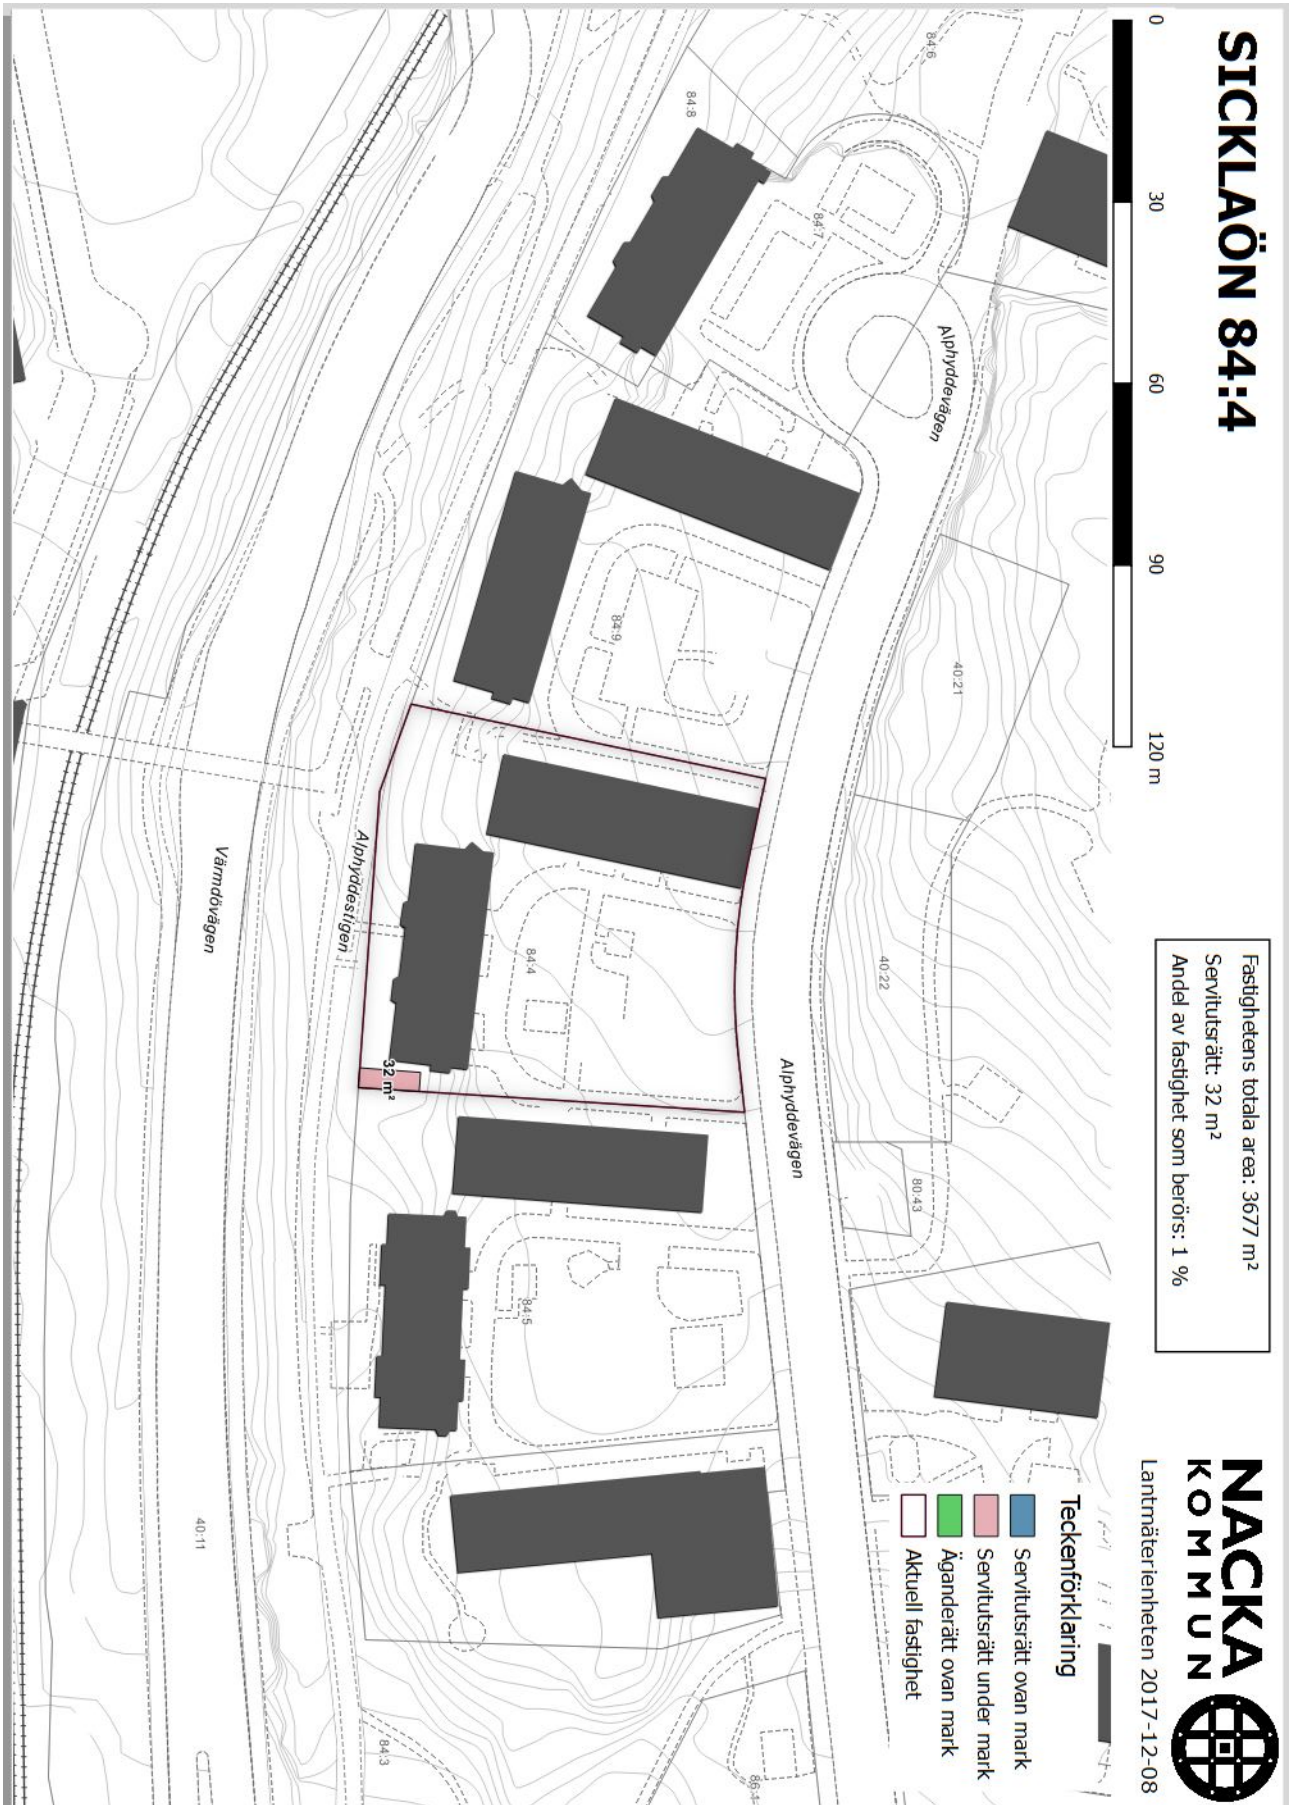 SICKLAÖN 84:4
0 30 60 90 120 m
Fastighetens totala area: 3677 m²
Servitutsrätt: 32 m²
Andel av fastighet som berörs: 1 %
NACKA
KOMMUN
Lantmäterienheten 2017-12-08
Teckenförklaring
Servitutsrätt ovan mark
Servitutsrätt under mark
Äganderätt ovan mark
Aktuell fastighet
84:6
84:8
84:7
Alphyddevägen
84:9
40:21
40:22
84:4
Alphyddestigen
Värmdövägen
32 m²
Alphyddevägen
80:43
84:5
40:11
84:3